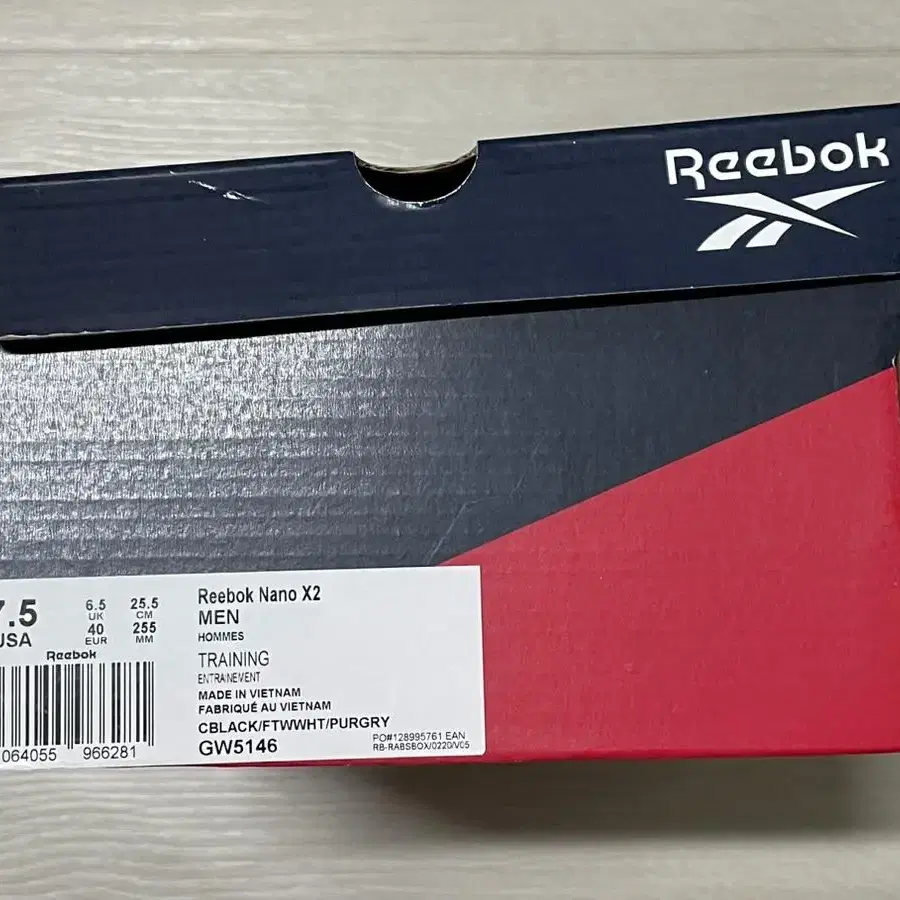 Reebok
7.5
USA
6.5
UK
40
EUR
25.5
CM
255
MM
Reebok
064055 966281
Reebok Nano X2
MEN
HOMMES
TRAINING
ENTRAINEVENT
MADE IN VIETNAM
FABRIQUÉ AU VIETNAM
CBLACK/FTWWHT/PURGRY
GW5146
PO#128995761 EAN
RB-RABSBOX/0220/V05